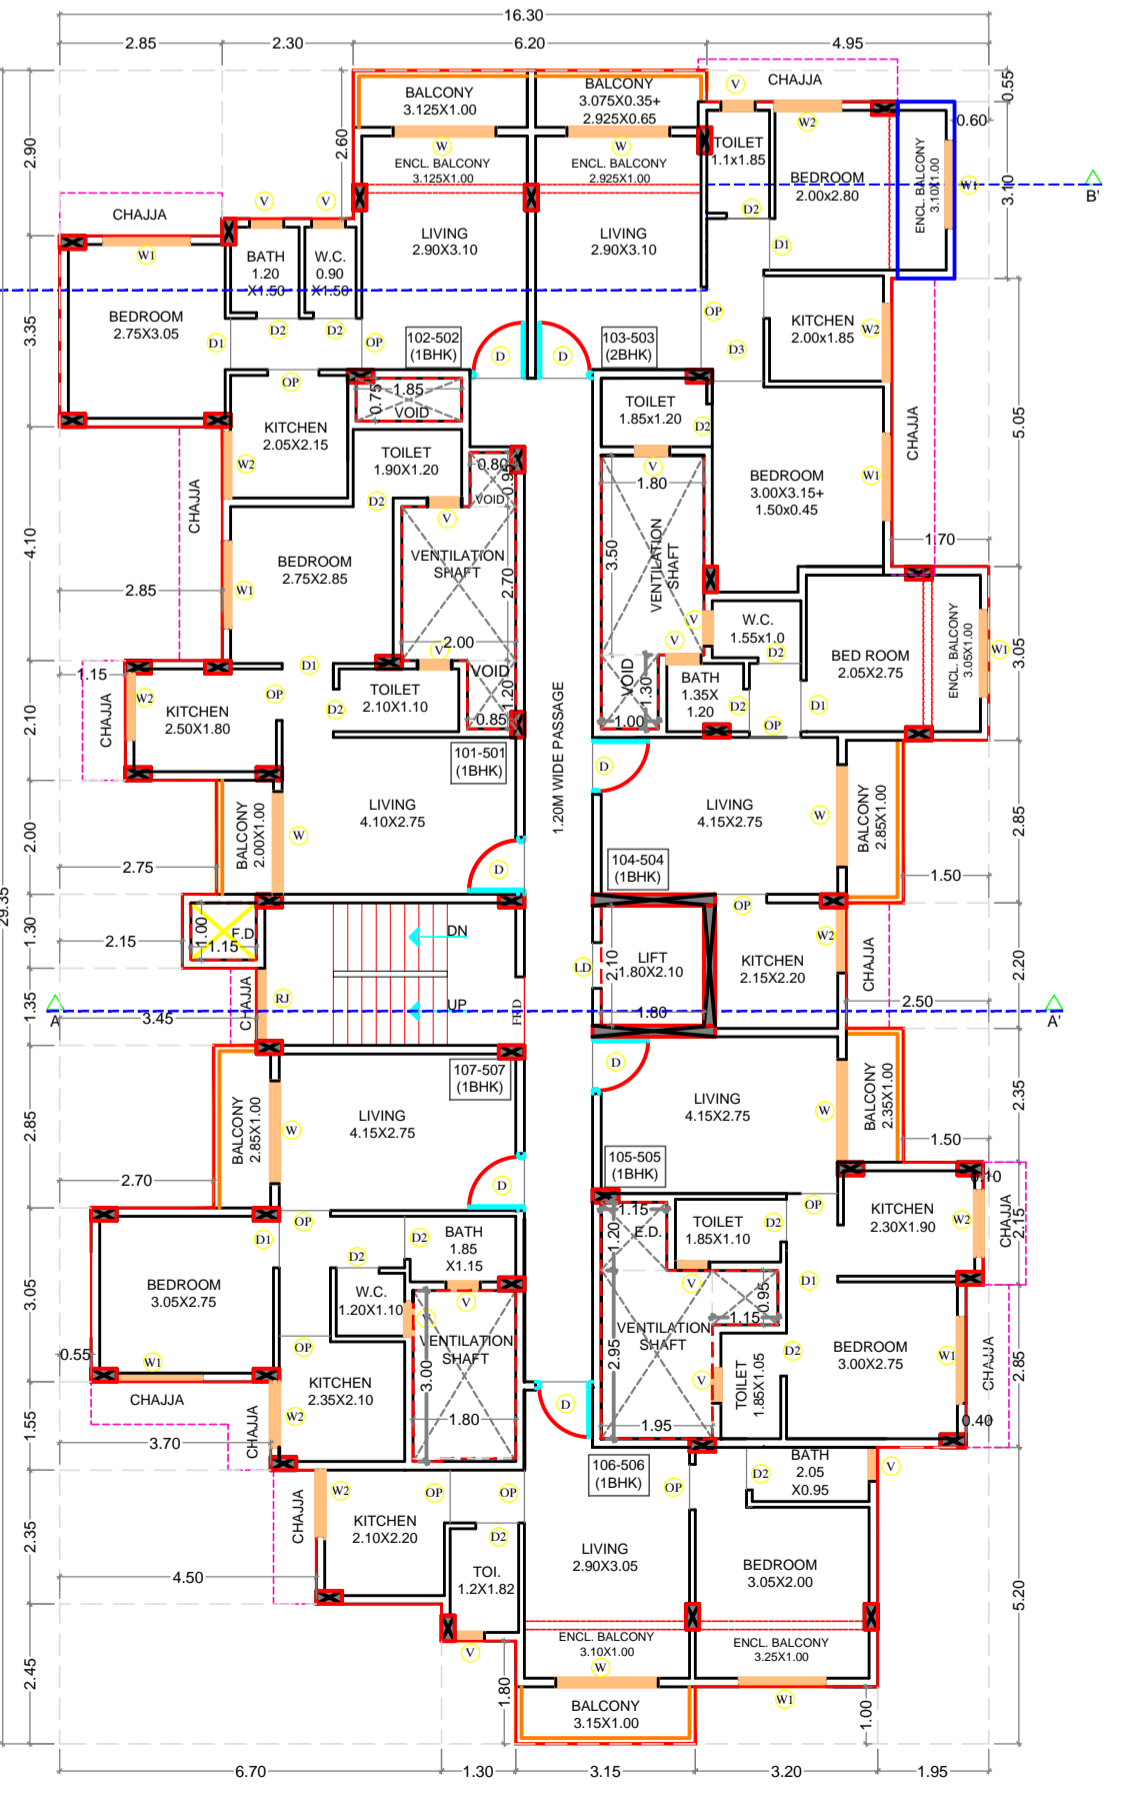 16.30
2.85
2.30
6.20
4.95
CHAJJA
0.55
BALCONY
3.125X1.00
BALCONY
3.075X0.35+
2.925X0.65
V
W2
0.60
2.90
2.60
W
W
TOILET
1.1x1.85
BEDROOM
2.00x2.80
ENCL. BALCONY
3.10X1.00
W1
3.10
B'
ENCL. BALCONY
3.125X1.00
ENCL. BALCONY
2.925X1.00
CHAJJA
V
V
D2
D1
LIVING
2.90X3.10
LIVING
2.90X3.10
W1
BATH
1.20
X1.50
W.C.
0.90
X1.50
BEDROOM
2.75X3.05
3.35
D1
D2
D2
OP
102-502
(1BHK)
D
D
103-503
(2BHK)
OP
D3
KITCHEN
2.00x1.85
W2
OP
0.75
1.85
VOID
TOILET
1.85x1.20
D2
CHAJJA
5.05
KITCHEN
2.05X2.15
W2
TOILET
1.90X1.20
0.80
VOID
V
1.80
BEDROOM
3.00X3.15+
1.50x0.45
W1
CHAJJA
D2
V
4.10
VENTILATION
SHAFT
2.70
3.50
VENTILATION
SHAFT
1.70
BEDROOM
2.75X2.85
2.85
W1
2.00
V
V
V
W.C.
1.55x1.0
D2
BED ROOM
2.05X2.75
ENCL. BALCONY
3.05X1.00
W1
3.05
1.15
D1
VOID
1.20
0.85
VOID
1.30
1.00
BATH
1.35X
1.20
D2
D1
OP
CHAJJA
W2
KITCHEN
2.50X1.80
OP
D2
TOILET
2.10X1.10
2.10
101-501
(1BHK)
1.20M WIDE PASSAGE
D
BALCONY
2.00X1.00
W
LIVING
4.10X2.75
LIVING
4.15X2.75
W
BALCONY
2.85X1.00
2.85
2.00
2.75
D
104-504
(1BHK)
1.50
29.35
1.30
2.15
1.00
F.D
1.15
DN
OP
W2
CHAJJA
LD
2.10
LIFT
1.80X2.10
KITCHEN
2.15X2.20
2.20
1.35
CHAJJA
RJ
UP
FRD
1.80
2.50
A
3.45
A'
107-507
(1BHK)
D
BALCONY
2.85X1.00
W
LIVING
4.15X2.75
LIVING
4.15X2.75
W
BALCONY
2.35X1.00
2.35
2.85
1.50
2.70
D
105-505
(1BHK)
0.10
OP
1.15
1.20
E.D.
TOILET
1.85X1.10
D2
OP
KITCHEN
2.30X1.90
W2
CHAJJA
2.15
D1
D2
D2
BATH
1.85
X1.15
BEDROOM
3.05X2.75
3.05
W.C.
1.20X1.10
V
V
V
D1
0.95
1.15
VENTILATION
SHAFT
3.00
VENTILATION
SHAFT
2.95
BEDROOM
3.00X2.75
W1
CHAJJA
2.85
0.55
W1
OP
D2
CHAJJA
CHAJJA
KITCHEN
2.35X2.10
W2
1.80
D
V
TOILET
1.85X1.05
1.95
0.40
1.55
3.70
106-506
(1BHK)
BATH
2.05
X0.95
D2
V
CHAJJA
W2
OP
OP
OP
KITCHEN
2.10X2.20
D2
2.35
LIVING
2.90X3.05
BEDROOM
3.05X2.00
4.50
TOI.
1.2X1.82
5.20
ENCL. BALCONY
3.10X1.00
ENCL. BALCONY
3.25X1.00
V
W
W1
2.45
1.80
BALCONY
3.15X1.00
1.00
6.70
1.30
3.15
3.20
1.95